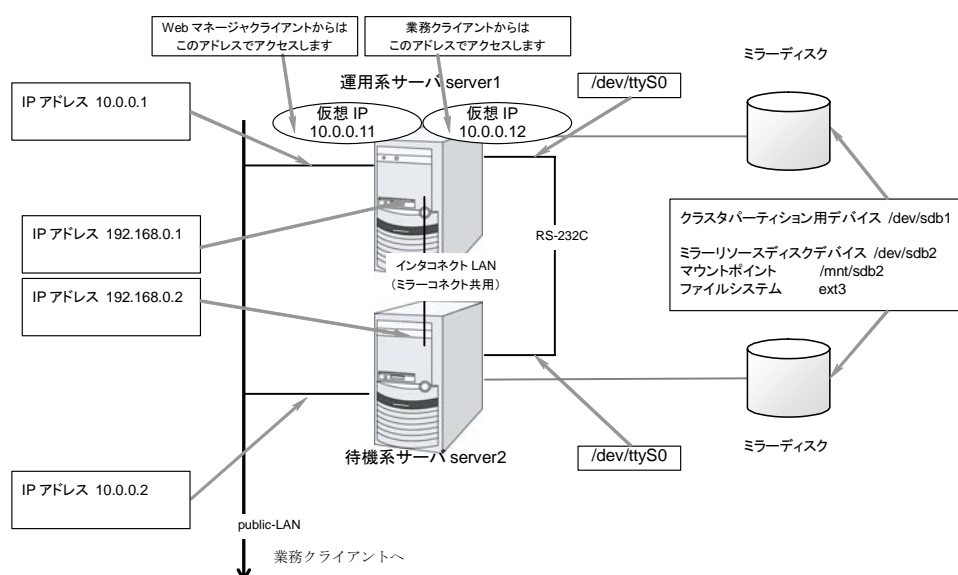 Web マネージャクライアントからは
このアドレスでアクセスします
業務クライアントからは
このアドレスでアクセスします
ミラーディスク
運用系サーバ server1
/dev/ttyS0
IP アドレス 10.0.0.1
仮想 IP
10.0.0.11
仮想 IP
10.0.0.12
クラスタパーティション用デバイス /dev/sdb1
ミラーリソースディスクデバイス /dev/sdb2
マウントポイント /mnt/sdb2
ファイルシステム ext3
IP アドレス 192.168.0.1
RS-232C
インタコネクト LAN
（ミラーコネクト共用）
IP アドレス 192.168.0.2
ミラーディスク
待機系サーバ server2
/dev/ttyS0
IP アドレス 10.0.0.2
public-LAN
業務クライアントへ